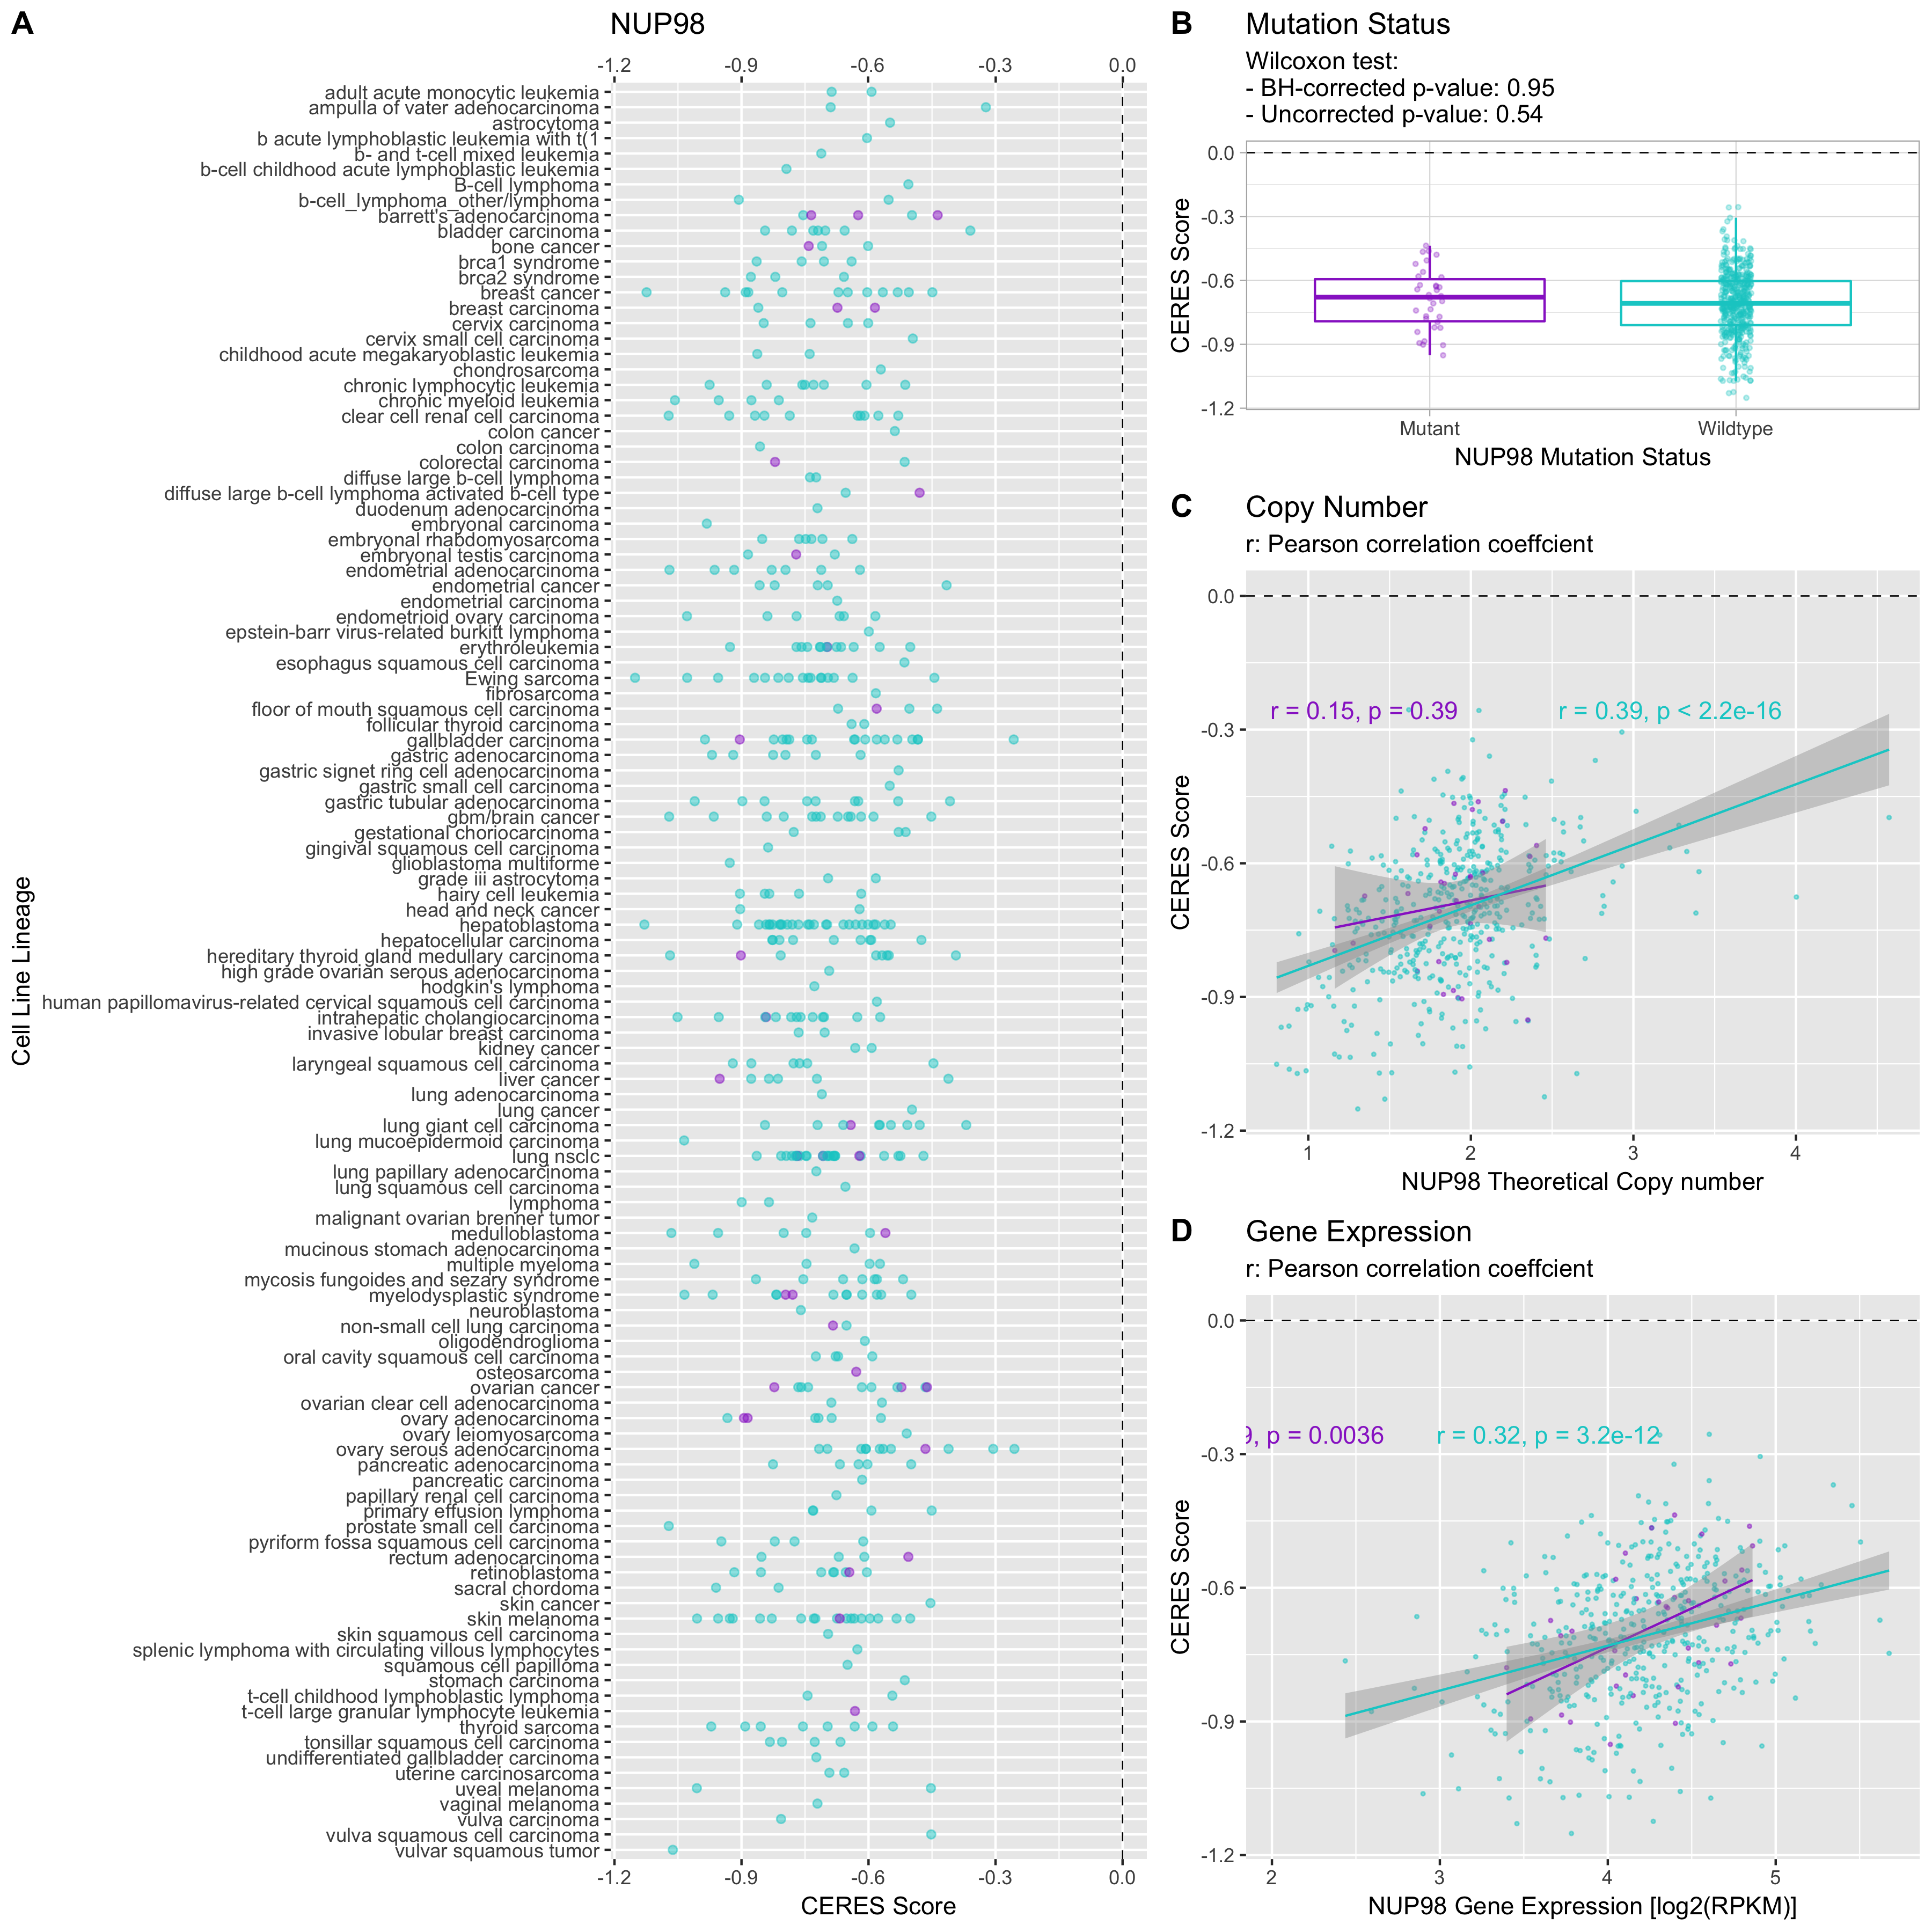 A
NUP98
-1.2 -0.9 -0.6 -0.3 0.0
adult acute monocytic leukemia
ampulla of vater adenocarcinoma
astrocytoma
b acute lymphoblastic leukemia with t(1
b- and t-cell mixed leukemia
b-cell childhood acute lymphoblastic leukemia
B-cell lymphoma
b-cell_lymphoma_other/lymphoma
barrett's adenocarcinoma
bladder carcinoma
bone cancer
brca1 syndrome
brca2 syndrome
breast cancer
breast carcinoma
cervix carcinoma
cervix small cell carcinoma
childhood acute megakaryoblastic leukemia
chondrosarcoma
chronic lymphocytic leukemia
chronic myeloid leukemia
clear cell renal cell carcinoma
colon cancer
colon carcinoma
colorectal carcinoma
diffuse large b-cell lymphoma
diffuse large b-cell lymphoma activated b-cell type
duodenum adenocarcinoma
embryonal carcinoma
embryonal rhabdomyosarcoma
embryonal testis carcinoma
endometrial adenocarcinoma
endometrial cancer
endometrial carcinoma
endometrioid ovary carcinoma
epstein-barr virus-related burkitt lymphoma
erythroleukemia
esophagus squamous cell carcinoma
Ewing sarcoma
fibrosarcoma
floor of mouth squamous cell carcinoma
follicular thyroid carcinoma
gallbladder carcinoma
gastric adenocarcinoma
gastric signet ring cell adenocarcinoma
gastric small cell carcinoma
gastric tubular adenocarcinoma
gbm/brain cancer
gestational choriocarcinoma
gingival squamous cell carcinoma
glioblastoma multiforme
grade iii astrocytoma
hairy cell leukemia
head and neck cancer
hepatoblastoma
hepatocellular carcinoma
hereditary thyroid gland medullary carcinoma
high grade ovarian serous adenocarcinoma
hodgkin's lymphoma
human papillomavirus-related cervical squamous cell carcinoma
intrahepatic cholangiocarcinoma
invasive lobular breast carcinoma
kidney cancer
laryngeal squamous cell carcinoma
liver cancer
lung adenocarcinoma
lung cancer
lung giant cell carcinoma
lung mucoepidermoid carcinoma
lung nsclc
lung papillary adenocarcinoma
lung squamous cell carcinoma
lymphoma
malignant ovarian brenner tumor
medulloblastoma
mucinous stomach adenocarcinoma
multiple myeloma
mycosis fungoides and sezary syndrome
myelodysplastic syndrome
neuroblastoma
non-small cell lung carcinoma
oligodendroglioma
oral cavity squamous cell carcinoma
osteosarcoma
ovarian cancer
ovarian clear cell adenocarcinoma
ovary adenocarcinoma
ovary leiomyosarcoma
ovary serous adenocarcinoma
pancreatic adenocarcinoma
pancreatic carcinoma
papillary renal cell carcinoma
primary effusion lymphoma
prostate small cell carcinoma
pyriform fossa squamous cell carcinoma
rectum adenocarcinoma
retinoblastoma
sacral chordoma
skin cancer
skin melanoma
skin squamous cell carcinoma
splenic lymphoma with circulating villous lymphocytes
squamous cell papilloma
stomach carcinoma
t-cell childhood lymphoblastic lymphoma
t-cell large granular lymphocyte leukemia
thyroid sarcoma
tonsillar squamous cell carcinoma
undifferentiated gallbladder carcinoma
uterine carcinosarcoma
uveal melanoma
vaginal melanoma
vulva carcinoma
vulva squamous cell carcinoma
vulvar squamous tumor
-1.2 -0.9 -0.6 -0.3 0.0
CERES Score
Cell Line Lineage
B
Mutation Status
Wilcoxon test:
- BH-corrected p-value: 0.95
- Uncorrected p-value: 0.54
0.0
-0.3
-0.6
-0.9
-1.2
CERES Score
Mutant Wildtype
NUP98 Mutation Status
C
Copy Number
r: Pearson correlation coeffcient
0.0
-0.3
-0.6
-0.9
-1.2
CERES Score
r = 0.15, p = 0.39 r = 0.39, p < 2.2e-16
1 2 3 4
NUP98 Theoretical Copy number
D
Gene Expression
r: Pearson correlation coeffcient
0.0
-0.3
-0.6
-0.9
-1.2
CERES Score
9, p = 0.0036 r = 0.32, p = 3.2e-12
2 3 4 5
NUP98 Gene Expression [log2(RPKM)]